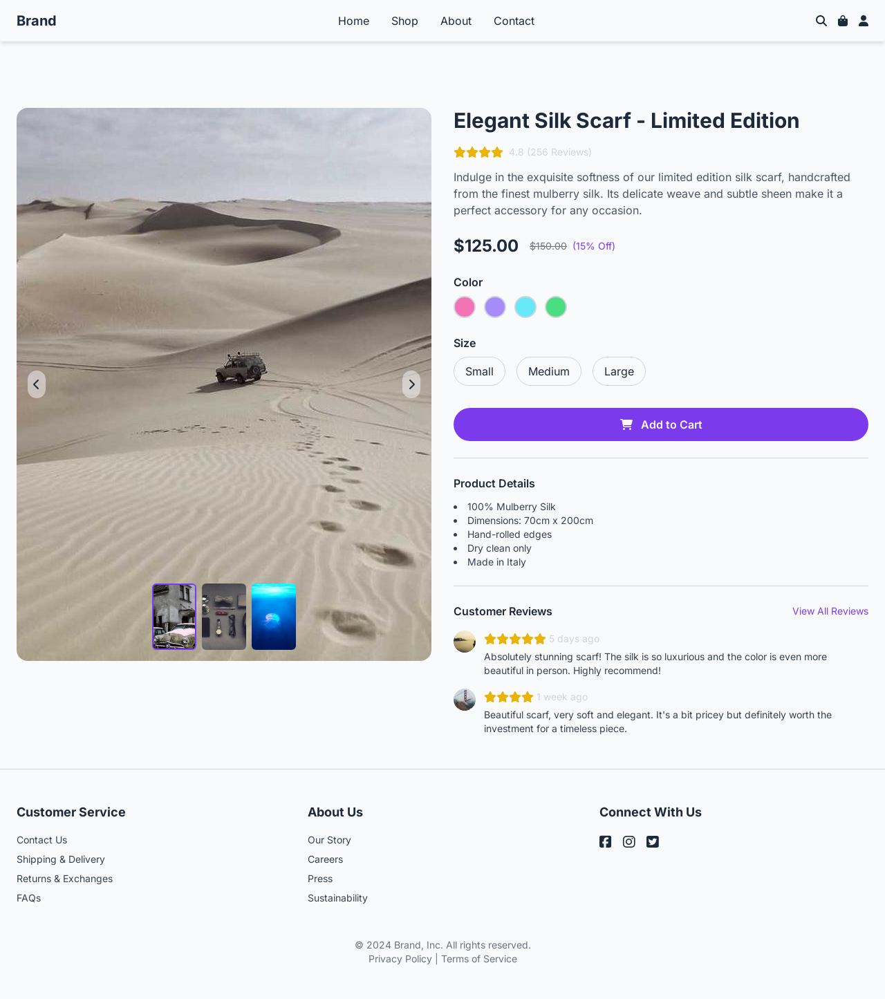 Brand
Home
Shop
About
Contact
Elegant Silk Scarf - Limited Edition
4.8 (256 Reviews)
Indulge in the exquisite softness of our limited edition silk scarf, handcrafted
from the finest mulberry silk. Its delicate weave and subtle sheen make it a
perfect accessory for any occasion.
$125.00 $150.00 (15% Off)
Color
Size
Small
Medium
Large
Add to Cart
Product Details
• 100% Mulberry Silk
• Dimensions: 70cm x 200cm
• Hand-rolled edges
• Dry clean only
• Made in Italy
Customer Reviews
View All Reviews
5 days ago
Absolutely stunning scarf! The silk is so luxurious and the color is even more
beautiful in person. Highly recommend!
1 week ago
Beautiful scarf, very soft and elegant. It's a bit pricey but definitely worth the
investment for a timeless piece.
Customer Service
Contact Us
Shipping & Delivery
Returns & Exchanges
FAQs
About Us
Our Story
Careers
Press
Sustainability
Connect With Us
© 2024 Brand, Inc. All rights reserved.
Privacy Policy | Terms of Service